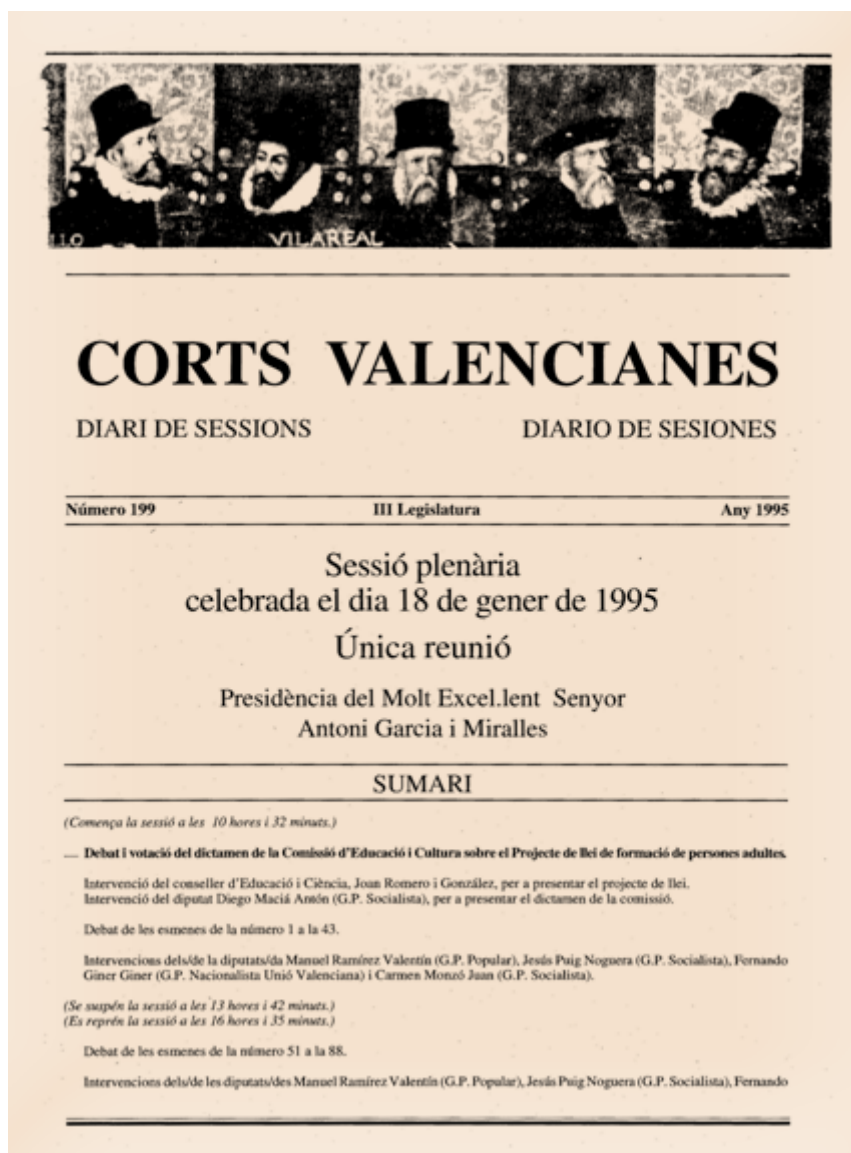 LLO
VILAREAL
CORTS VALENCIANES
DIARI DE SESSIONS DIARIO DE SESIONES
Número 199 III Legislatura Any 1995
Sessió plenària
celebrada el dia 18 de gener de 1995
Única reunió
Presidència del Molt Excel.lent Senyor
Antoni Garcia i Miralles
SUMARI
(Comença la sessió a les 10 hores i 32 minuts.)
— Debat i votació del dictamen de la Comissió d'Educació i Cultura sobre el Projecte de llei de formació de persones adultes.
Intervenció del conseller d'Educació i Ciència, Joan Romero i González, per a presentar el projecte de llei.
Intervenció del diputat Diego Maciá Antón (G.P. Socialista), per a presentar el dictamen de la comissió.
Debat de les esmenes de la número 1 a la 43.
Intervencions dels/de la diputats/da Manuel Ramírez Valentín (G.P. Popular), Jesús Puig Noguera (G.P. Socialista), Fernando
Giner Giner (G.P. Nacionalista Unió Valenciana) i Carmen Monzó Juan (G.P. Socialista).
(Se suspén la sessió a les 13 hores i 42 minuts.)
(Es reprén la sessió a les 16 hores i 35 minuts.)
Debat de les esmenes de la número 51 a la 88.
Intervencions dels/de les diputats/des Manuel Ramírez Valentín (G.P. Popular), Jesús Puig Noguera (G.P. Socialista), Fernando